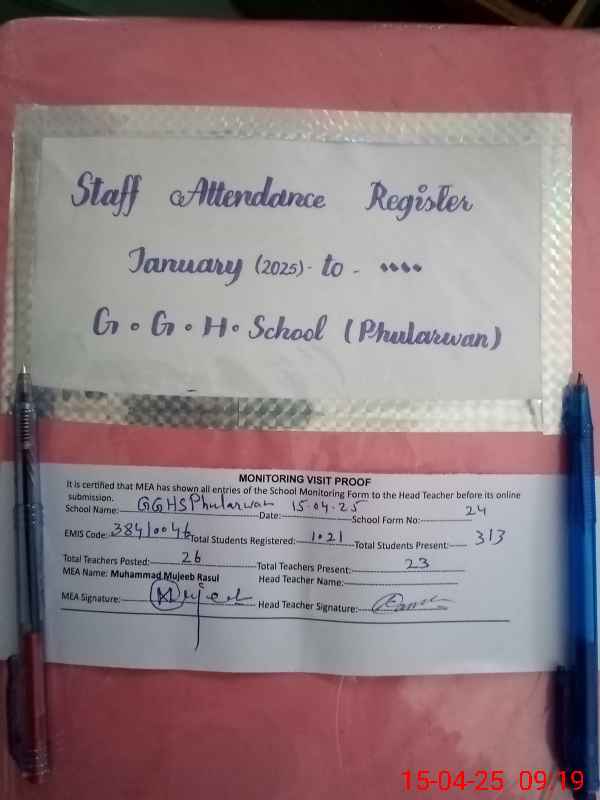 Staff Attendance Register
January (2025) - to - ....
G.G.H. School (Phularwan)
MONITORING VISIT PROOF
It is certified that MEA has shown all entries of the School Monitoring Form to the Head Teacher before its online
submission.
School Name: GGHS Phularwan Date: 15-04-25 School Form No: 24
EMIS Code: 38410046 Total Students Registered: 1021 Total Students Present: 313
Total Teachers Posted: 26 Total Teachers Present: 23
MEA Name: Muhammad Mujeeb Rasul Head Teacher Name:
MEA Signature: Mujeeb Head Teacher Signature:
15-04-25 09:19